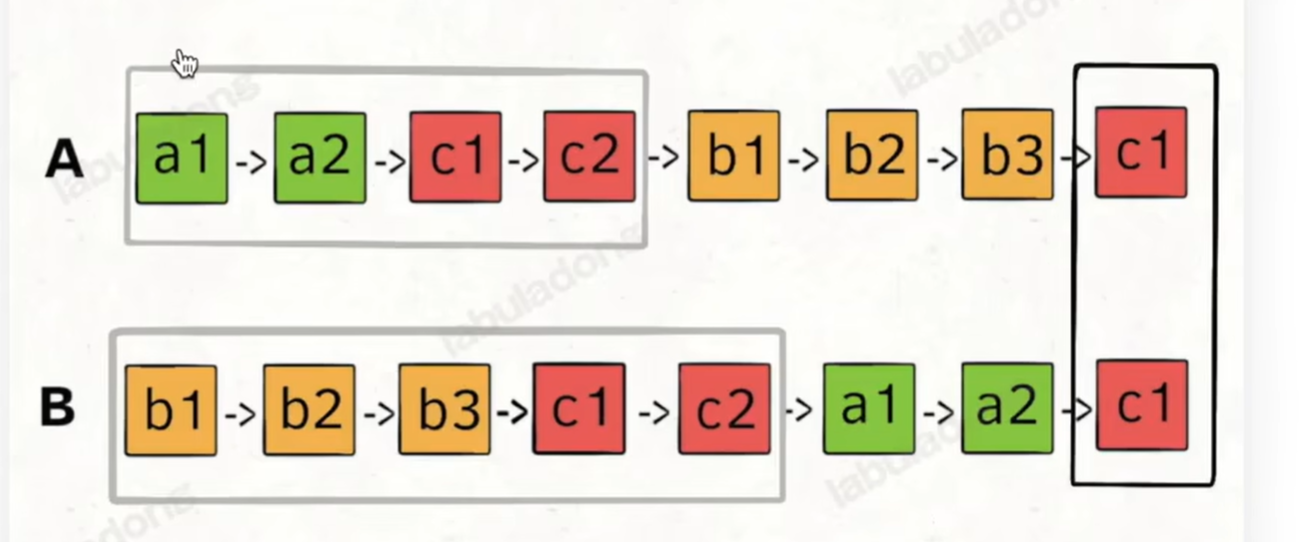 A a1 -> a2 -> c1 -> c2 -> b1 -> b2 -> b3 -> c1
B b1 -> b2 -> b3 -> c1 -> c2 -> a1 -> a2 -> c1
labuladong
labuladong
labuladong
labuladong